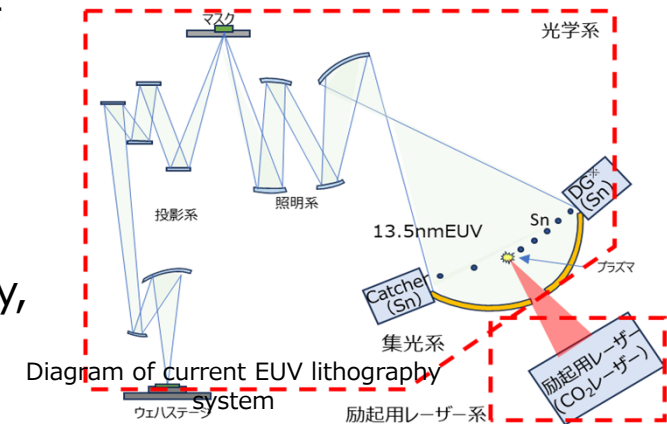 マスク
光学系
DG※
(Sn)
Sn
照明系
投影系
13.5nmEUV
プラズマ
Catcher
(Sn)
y,
集光系
Diagram of current EUV lithography
system
励起用レーザー
(CO₂レーザー)
ウェハステージ
励起用レーザー系